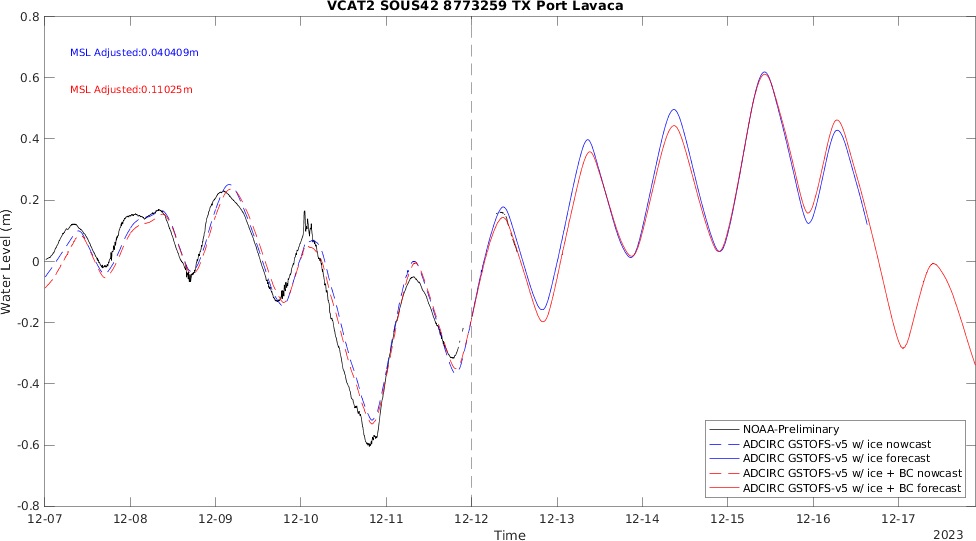 VCAT2 SOUS42 8773259 TX Port Lavaca
0.8
MSL Adjusted:0.040409m
0.6
MSL Adjusted:0.11025m
0.4
0.2
0
-0.2
-0.4
-0.6
-0.8
Water Level (m)
NOAA-Preliminary
ADCIRC GSTOFS-v5 w/ ice nowcast
ADCIRC GSTOFS-v5 w/ ice forecast
ADCIRC GSTOFS-v5 w/ ice + BC nowcast
ADCIRC GSTOFS-v5 w/ ice + BC forecast
12-07 12-08 12-09 12-10 12-11 12-12 12-13 12-14 12-15 12-16 12-17
Time
2023